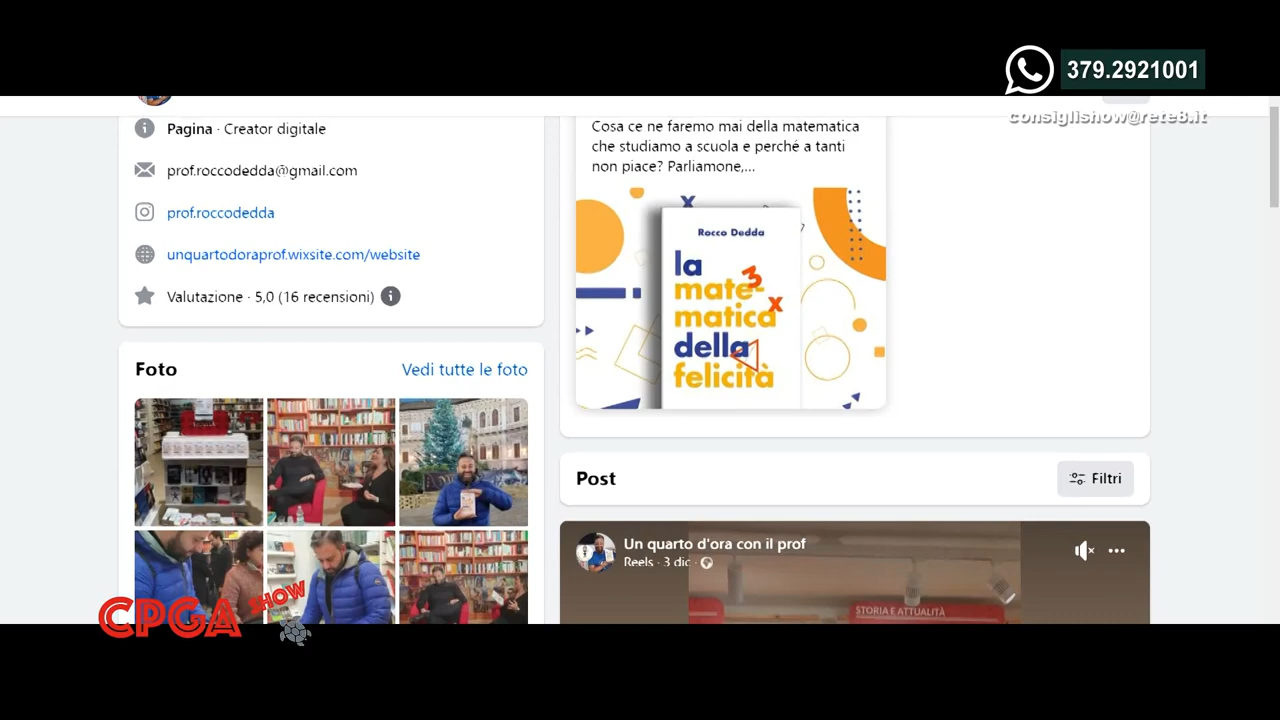 379.2921001
consiglishow@rete8.it
Pagina · Creator digitale
prof.roccodedda@gmail.com
prof.roccodedda
unquartodoraprof.wixsite.com/website
Valutazione · 5,0 (16 recensioni)
Foto
Vedi tutte le foto
Cosa ce ne faremo mai della matematica
che studiamo a scuola e perché a tanti
non piace? Parliamone,...
Rocco Dedda
la
mate-
matica
della
felicità
3
x
x
Post
Filtri
Un quarto d'ora con il prof
Reels · 3 dic ·
STORIA E ATTUALITÀ
CPGA SHOW